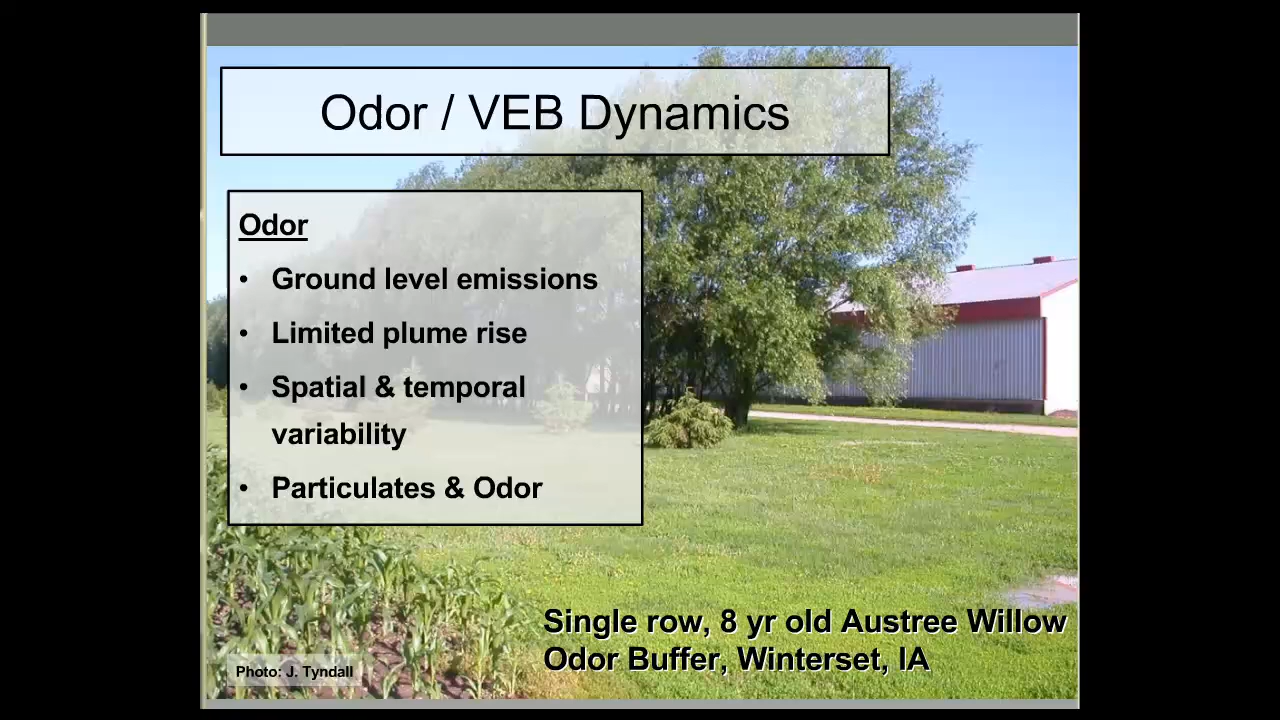 Odor / VEB Dynamics
Odor
• Ground level emissions
• Limited plume rise
• Spatial & temporal
variability
• Particulates & Odor
Single row, 8 yr old Austree Willow
Odor Buffer, Winterset, IA
Photo: J. Tyndall